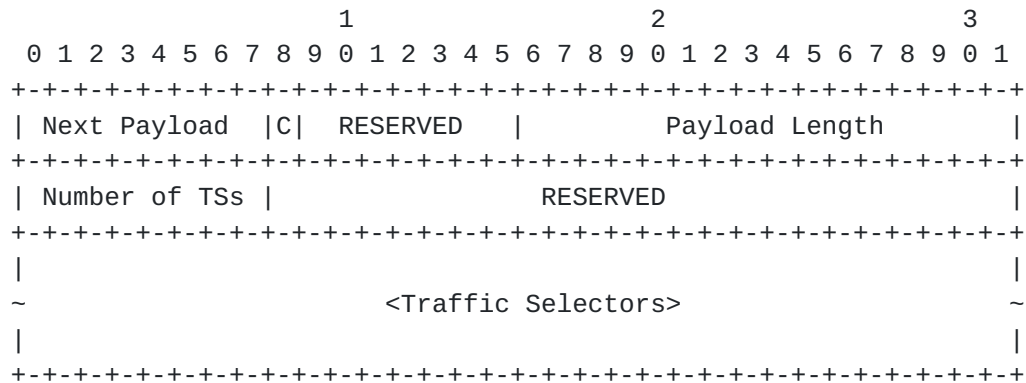 1                   2                   3
 0 1 2 3 4 5 6 7 8 9 0 1 2 3 4 5 6 7 8 9 0 1 2 3 4 5 6 7 8 9 0 1
+-+-+-+-+-+-+-+-+-+-+-+-+-+-+-+-+-+-+-+-+-+-+-+-+-+-+-+-+-+-+-+-+
| Next Payload  |C|  RESERVED   |         Payload Length        |
+-+-+-+-+-+-+-+-+-+-+-+-+-+-+-+-+-+-+-+-+-+-+-+-+-+-+-+-+-+-+-+-+
| Number of TSs |                 RESERVED                      |
+-+-+-+-+-+-+-+-+-+-+-+-+-+-+-+-+-+-+-+-+-+-+-+-+-+-+-+-+-+-+-+-+
|                                                               |
~                       <Traffic Selectors>                     ~
|                                                               |
+-+-+-+-+-+-+-+-+-+-+-+-+-+-+-+-+-+-+-+-+-+-+-+-+-+-+-+-+-+-+-+-+